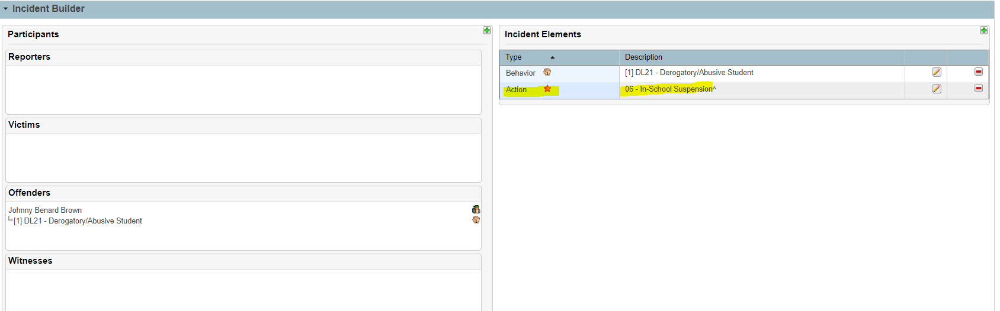 Incident Builder
Participants
Reporters
Victims
Offenders
Johnny Benard Brown
[1] DL21 - Derogatory/Abusive Student
Witnesses
Incident Elements
Type Description
Behavior [1] DL21 - Derogatory/Abusive Student
Action 06 - In-School Suspension^